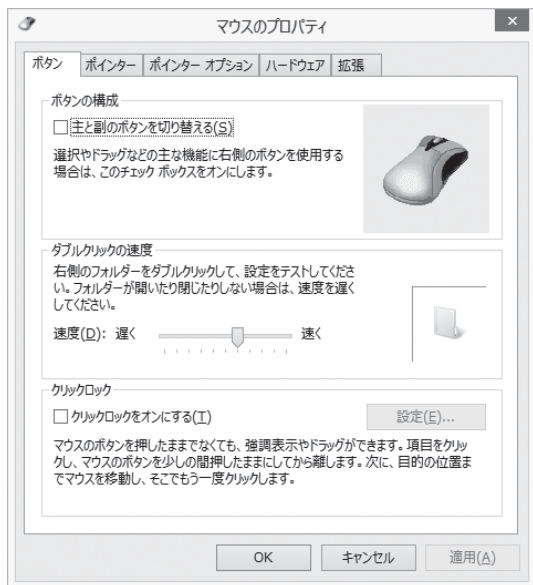 マウスのプロパティ
ボタン ポインター ポインター オプション ハードウェア 拡張
ボタンの構成
主と副のボタンを切り替える(S)
選択やドラッグなどの主な機能に右側のボタンを使用する
場合は、このチェック ボックスをオンにします。
ダブルクリックの速度
右側のフォルダーをダブルクリックして、設定をテストしてくださ
い。フォルダーが開いたり閉じたりしない場合は、速度を遅く
してください。
速度(D): 遅く 速く
クリックロック
クリックロックをオンにする(T) 設定(E)...
マウスのボタンを押したままでなくても、強調表示やドラッグができます。項目をクリッ
クし、マウスのボタンを少しの間押したままにしてから離します。次に、目的の位置ま
でマウスを移動し、そこでもう一度クリックします。
OK キャンセル 適用(A)